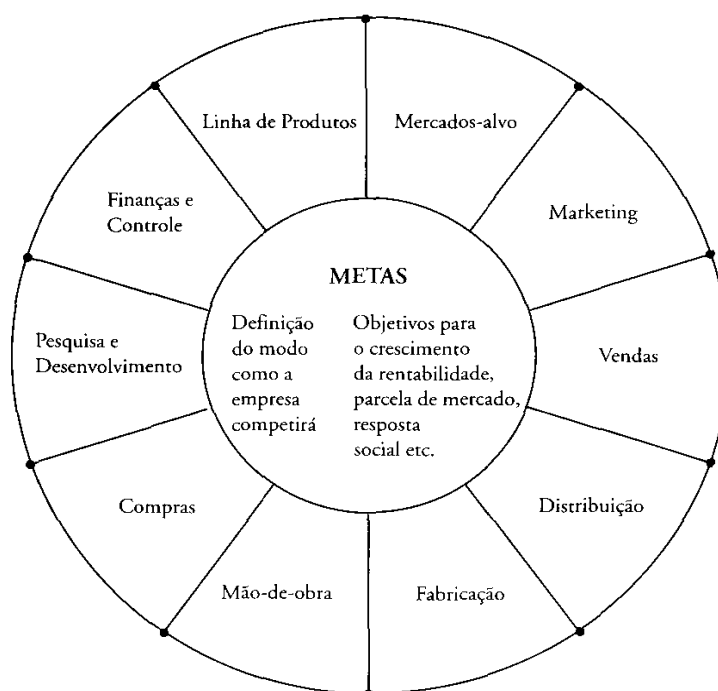 Linha de Produtos
Mercados-alvo
Marketing
Vendas
Distribuição
Fabricação
Mão-de-obra
Compras
Pesquisa e
Desenvolvimento
Finanças e
Controle
METAS
Definição
do modo
como a
empresa
competirá
Objetivos para
o crescimento
da rentabilidade,
parcela de mercado,
resposta
social etc.